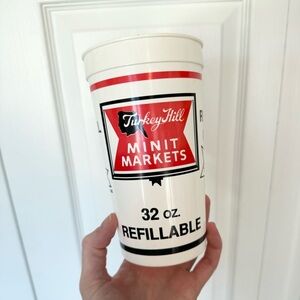 Turkey Hill
MINIT
MARKETS
32 OZ.
REFILLABLE